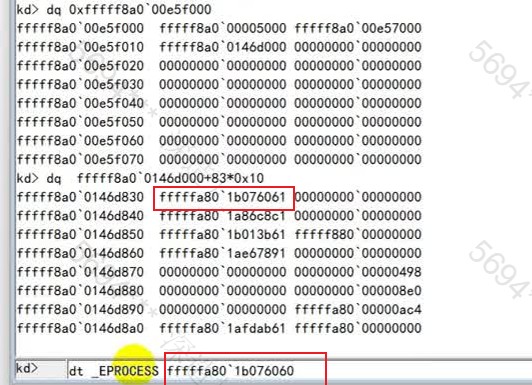 kd> dq 0xfffff8a0`00e5f000
fffff8a0`00e5f000  fffff8a0`00005000 fffff8a0`00e57000
fffff8a0`00e5f010  fffff8a0`0146d000 00000000`00000000
fffff8a0`00e5f020  00000000`00000000 00000000`00000000
fffff8a0`00e5f030  00000000`00000000 00000000`00000000
fffff8a0`00e5f040  00000000`00000000 00000000`00000000
fffff8a0`00e5f050  00000000`00000000 00000000`00000000
fffff8a0`00e5f060  00000000`00000000 00000000`00000000
fffff8a0`00e5f070  00000000`00000000 00000000`00000000
kd> dq  fffff8a0`0146d000+83*0x10
fffff8a0`0146d830  fffffa80`1b076061 00000000`00000000
fffff8a0`0146d840  fffffa80`1a86c8c1 00000000`00000000
fffff8a0`0146d850  fffffa80`1b013b61 fffff880`00000000
fffff8a0`0146d860  fffffa80`1ae67891 00000000`00000000
fffff8a0`0146d870  00000000`00000000 00000000`00000498
fffff8a0`0146d880  00000000`00000000 00000000`000008e0
fffff8a0`0146d890  00000000`00000000 fffffa80`00000ac4
fffff8a0`0146d8a0  fffffa80`1afdab61 fffffa80`00000000
kd> dt _EPROCESS fffffa80`1b076060
5694
5694
5694
5694